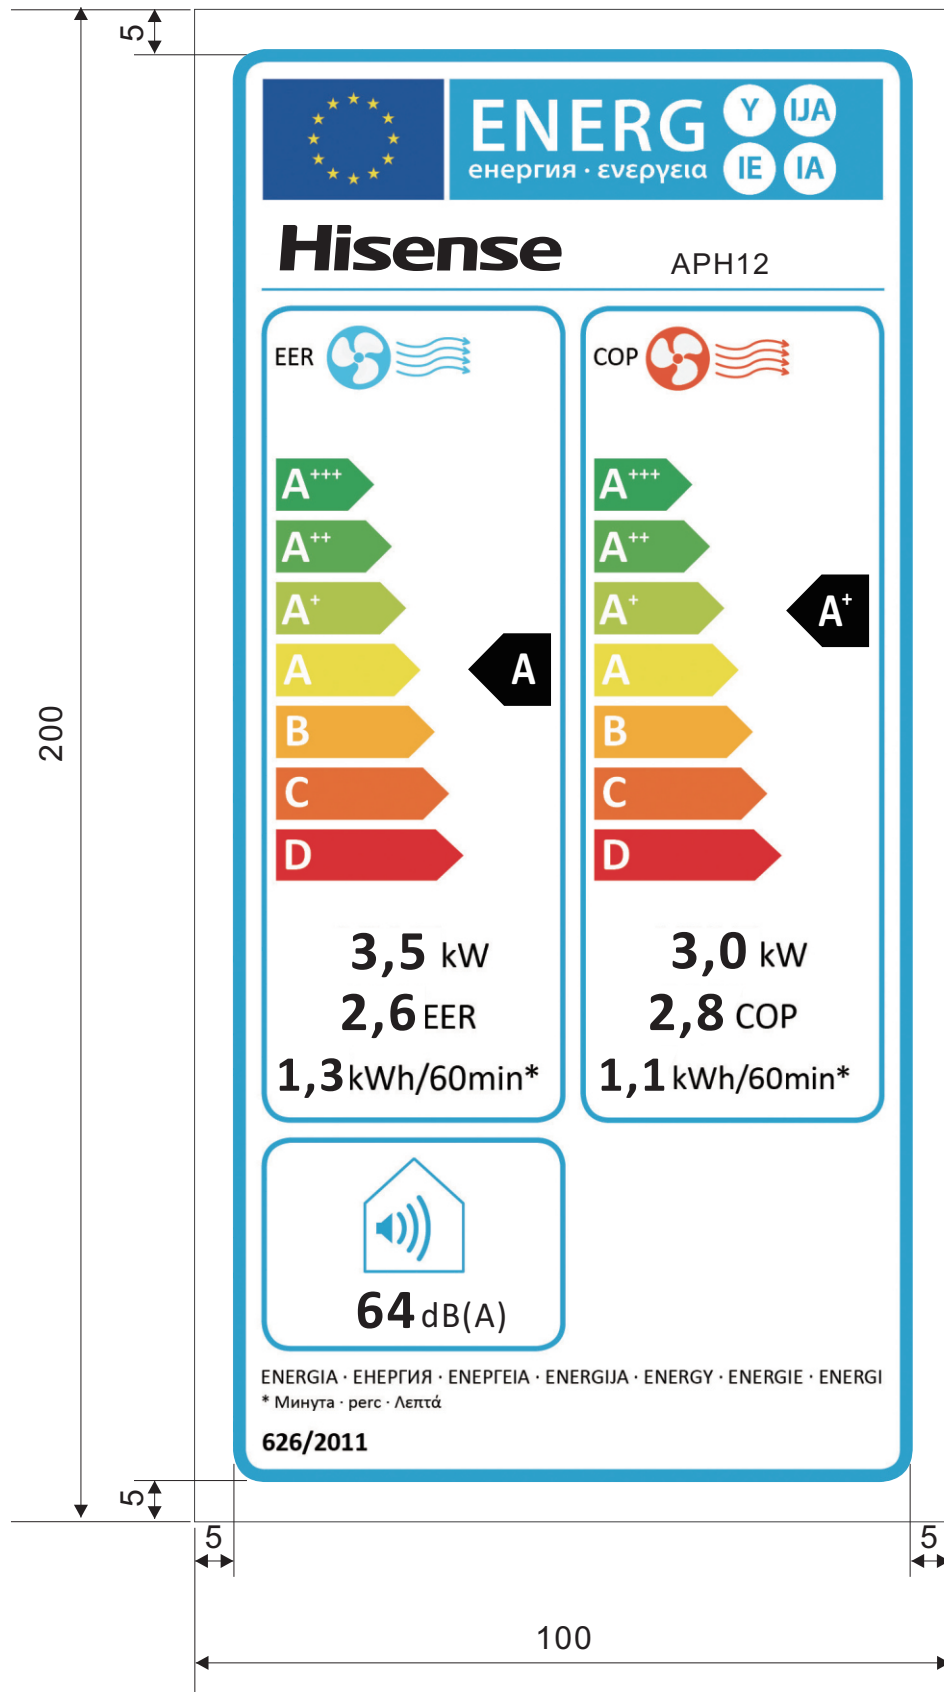 5
ENERG Y IJA
енергия · ενεργεια IE IA
Hisense APH12
EER
COP
A+++
A++
A+
A
B
C
D
A
A+++
A++
A+
A
B
C
D
A+
3,5 kW
2,6 EER
1,3 kWh/60min*
3,0 kW
2,8 COP
1,1 kWh/60min*
64 dB(A)
ENERGIA · ЕНЕРГИЯ · ΕΝΕΡΓΕΙΑ · ENERGIJA · ENERGY · ENERGIE · ENERGI
* Минута · perc · Λεπτά
626/2011
200
5
5
5
100